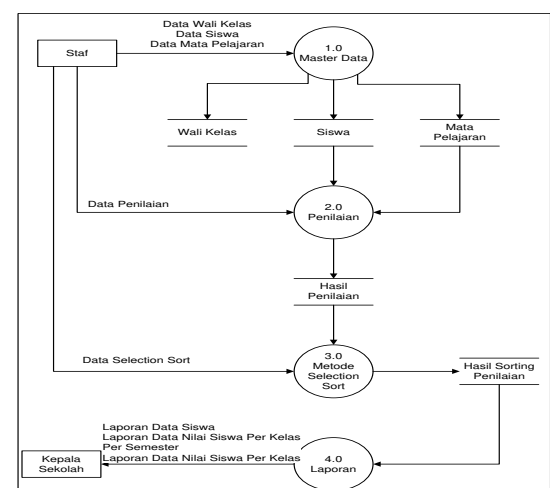 Data Wali Kelas
Data Siswa
Data Mata Pelajaran
Staf
1.0
Master Data
Wali Kelas
Siswa
Mata
Pelajaran
Data Penilaian
2.0
Penilaian
Hasil
Penilaian
Data Selection Sort
3.0
Metode
Selection
Sort
Hasil Sorting
Penilaian
Laporan Data Siswa
Laporan Data Nilai Siswa Per Kelas
Per Semester
Laporan Data Nilai Siswa Per Kelas
Kepala
Sekolah
4.0
Laporan